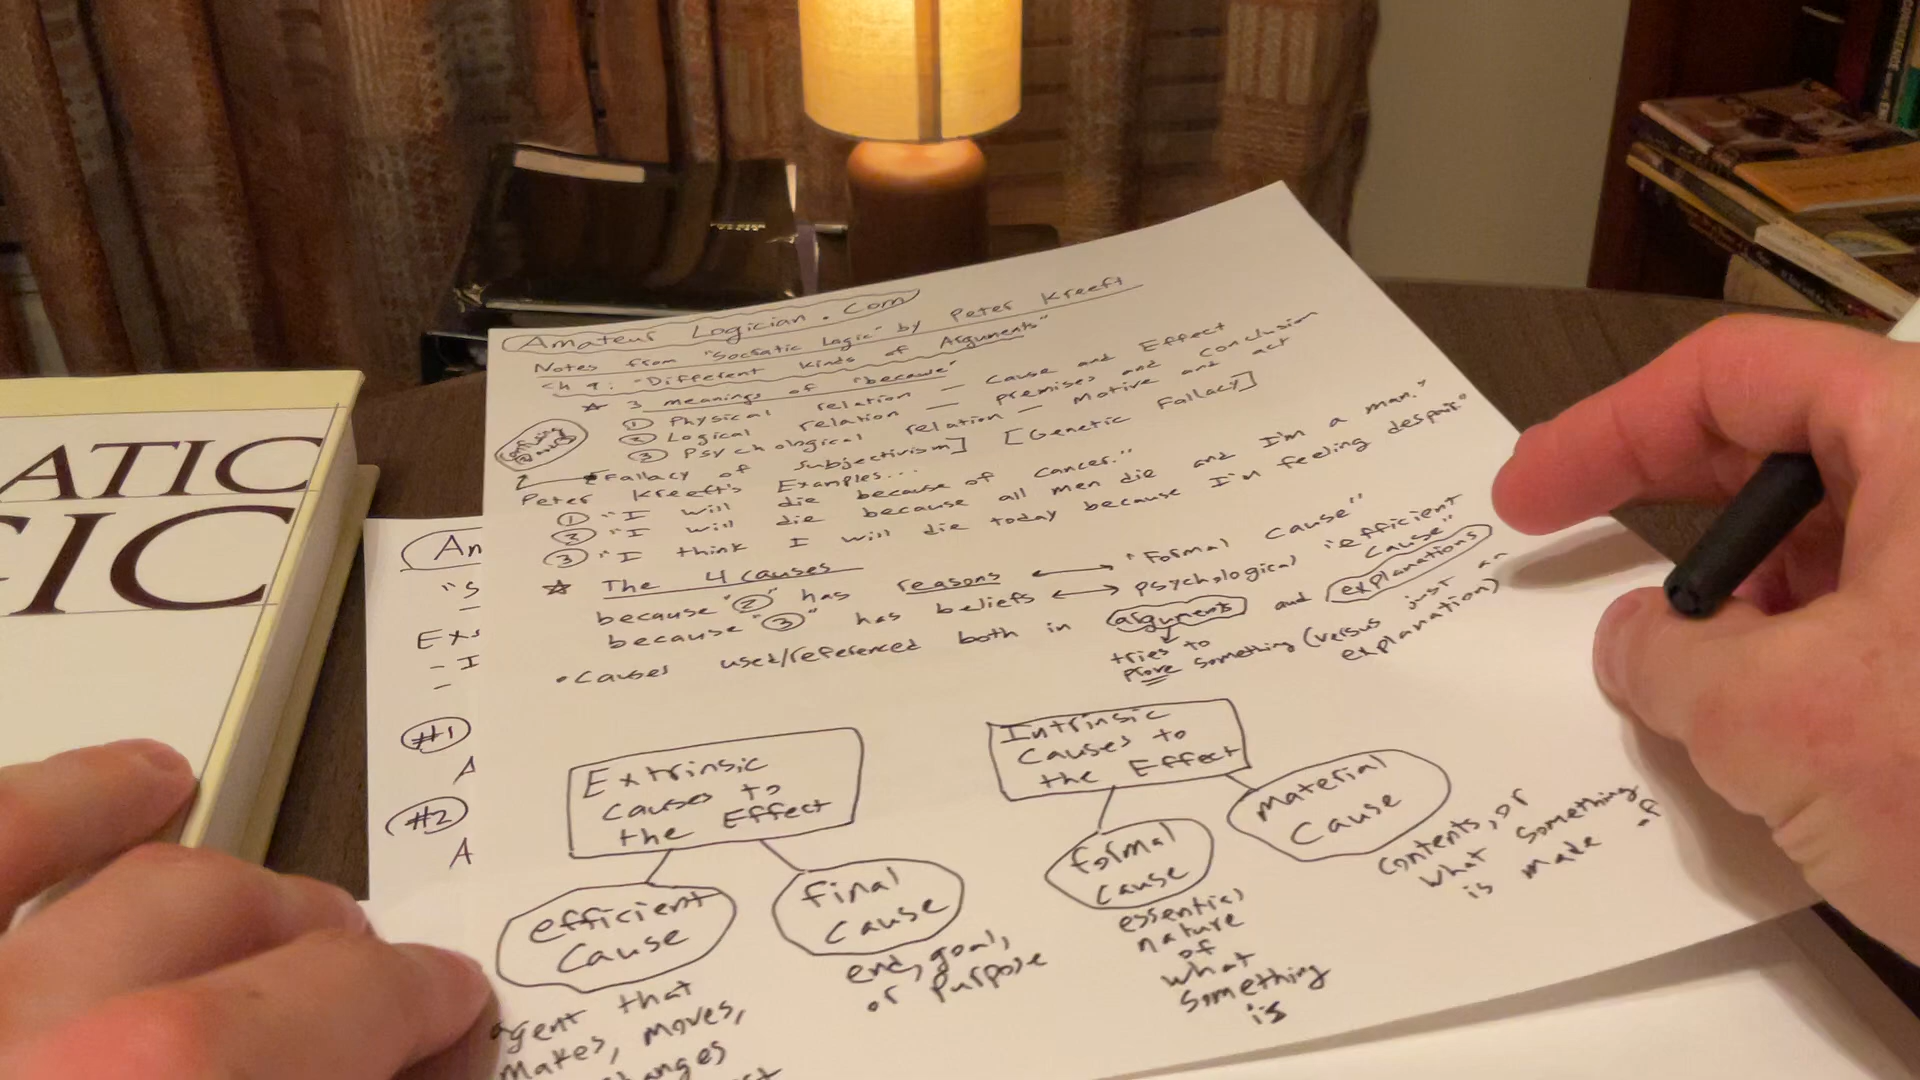 ATIC
GIC
An
"S
Exs
- I
-
#1
A
#2
A
Amateur Logician.Com
Notes from "Socratic Logic" by Peter Kreeft
Ch 9: "Different kinds of Arguments"
☆ 3 meanings of "because"
① Physical relation — Cause and Effect
② Logical relation — premises and conclusion
③ Psychological relation — Motive and act
Fallacy of Subjectivism] [Genetic Fallacy]
Peter Kreeft's Examples...
① "I will die because of cancer."
② "I will die because all men die and I'm a man."
③ "I think I will die today because I'm feeling despair."
☆ The 4 causes
because "②" has reasons ⟷ "Formal Cause"
because "③" has beliefs ⟷ psychological "efficient cause"
• Causes used/referenced both in arguments and explanations
tries to
prove something (versus just an
explanation)
Extrinsic
Causes to
the Effect
efficient
Cause
agent that
makes, moves,
changes
final
Cause
end, goal,
or purpose
Intrinsic
Causes to
the Effect
formal
cause
essential
nature
of
what
something
is
Material
Cause
contents, or
what something
is made of